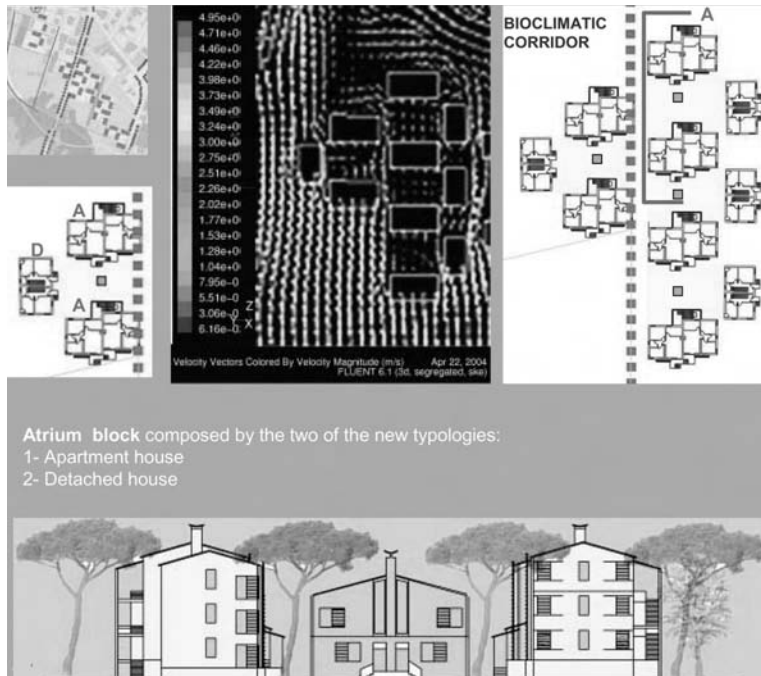 4.95e+0
4.71e+0
4.46e+0
4.22e+0
3.98e+0
3.73e+0
3.49e+0
3.24e+0
3.00e+0
2.75e+0
2.51e+0
2.26e+0
2.02e+0
1.77e+0
1.53e+0
1.28e+0
1.04e+0
7.95e-0
5.51e-0
3.06e-0
6.16e-0
Z
Y X
Velocity Vectors Colored By Velocity Magnitude (m/s) Apr 22, 2004
FLUENT 6.1 (3d, segregated, ske)
BIOCLIMATIC
CORRIDOR
A
A
D
A
Atrium block composed by the two of the new typologies:
1- Apartment house
2- Detached house